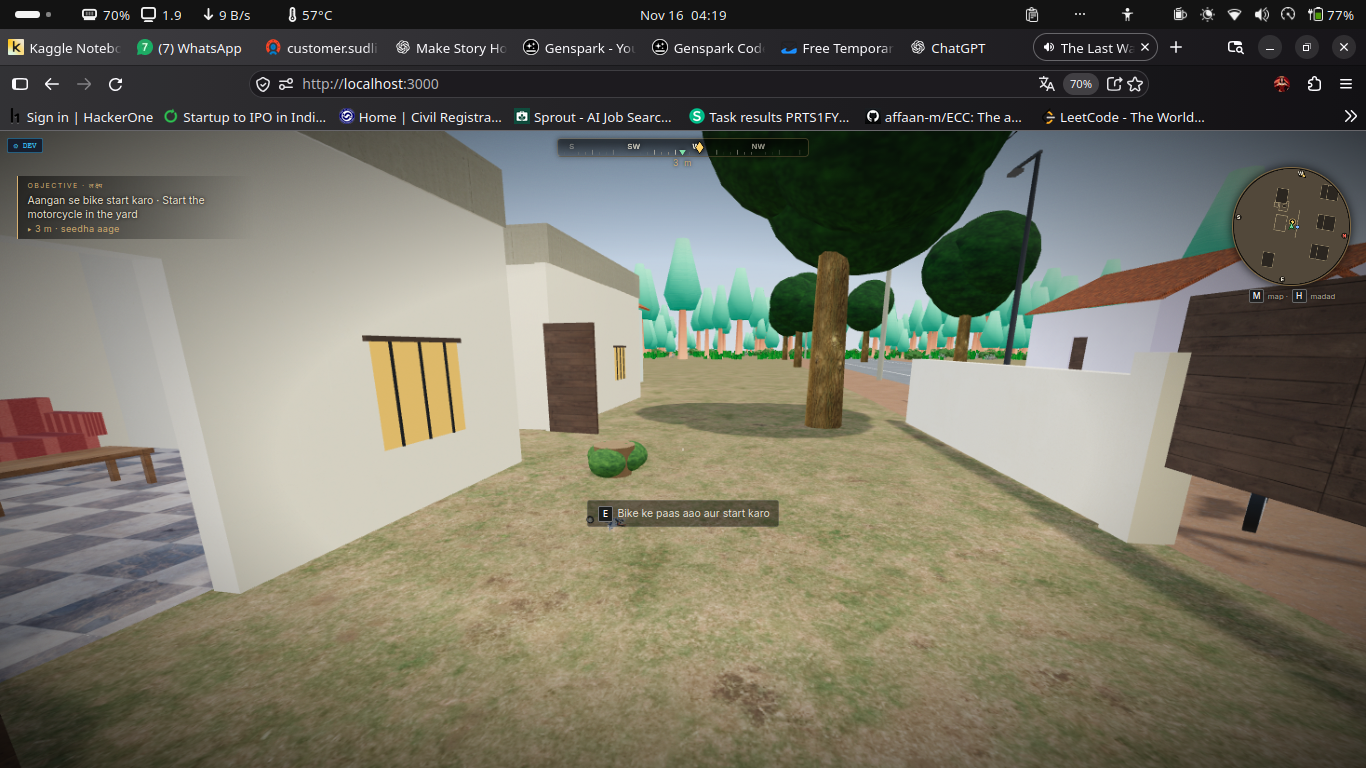 70% 1.9 9 B/s 57°C Nov 16 04:19 77%
Kaggle Noteb (7) WhatsApp customer.sudli Make Story Ho Genspark - You Genspark Cod Free Temporar ChatGPT The Last Wa
http://localhost:3000 70%
Sign in | HackerOne Startup to IPO in Indi... Home | Civil Registra... Sprout - AI Job Searc... Task results PRTS1FY... affaan-m/ECC: The a... LeetCode - The World...
DEV
S SW W NW
3 m
OBJECTIVE ·
Aangan se bike start karo · Start the
motorcycle in the yard
▸ 3 m · seedha aage
M map · H madad
E Bike ke paas aao aur start karo